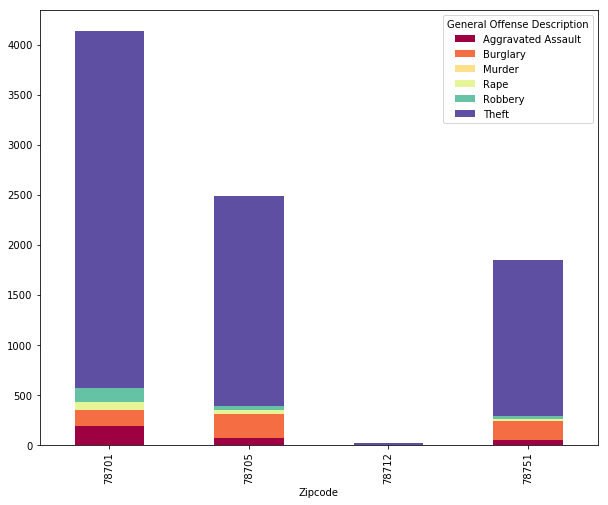 General Offense Description
Aggravated Assault
Burglary
Murder
Rape
Robbery
Theft
4000
3500
3000
2500
2000
1500
1000
500
0
78701
78705
78712
78751
Zipcode